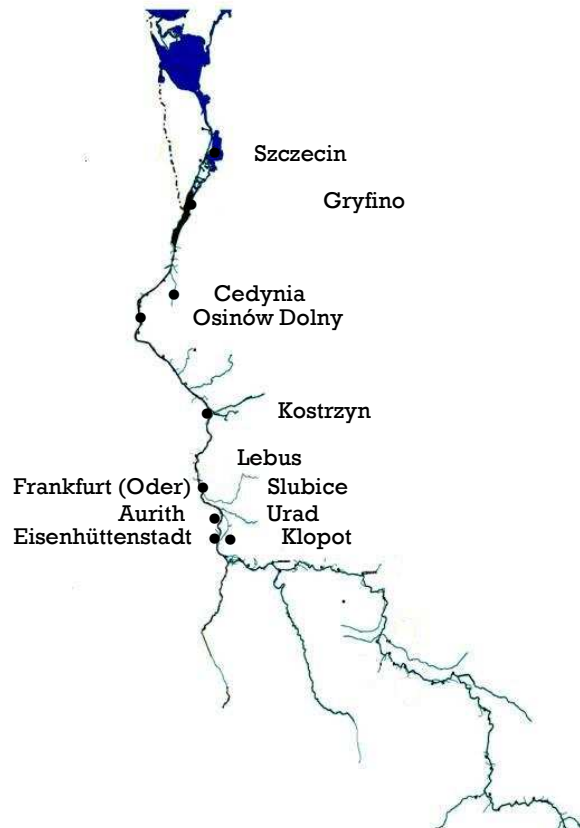 Szczecin
Gryfino
Cedynia
Osinów Dolny
Kostrzyn
Lebus
Frankfurt (Oder) Slubice
Aurith Urad
Eisenhüttenstadt Klopot